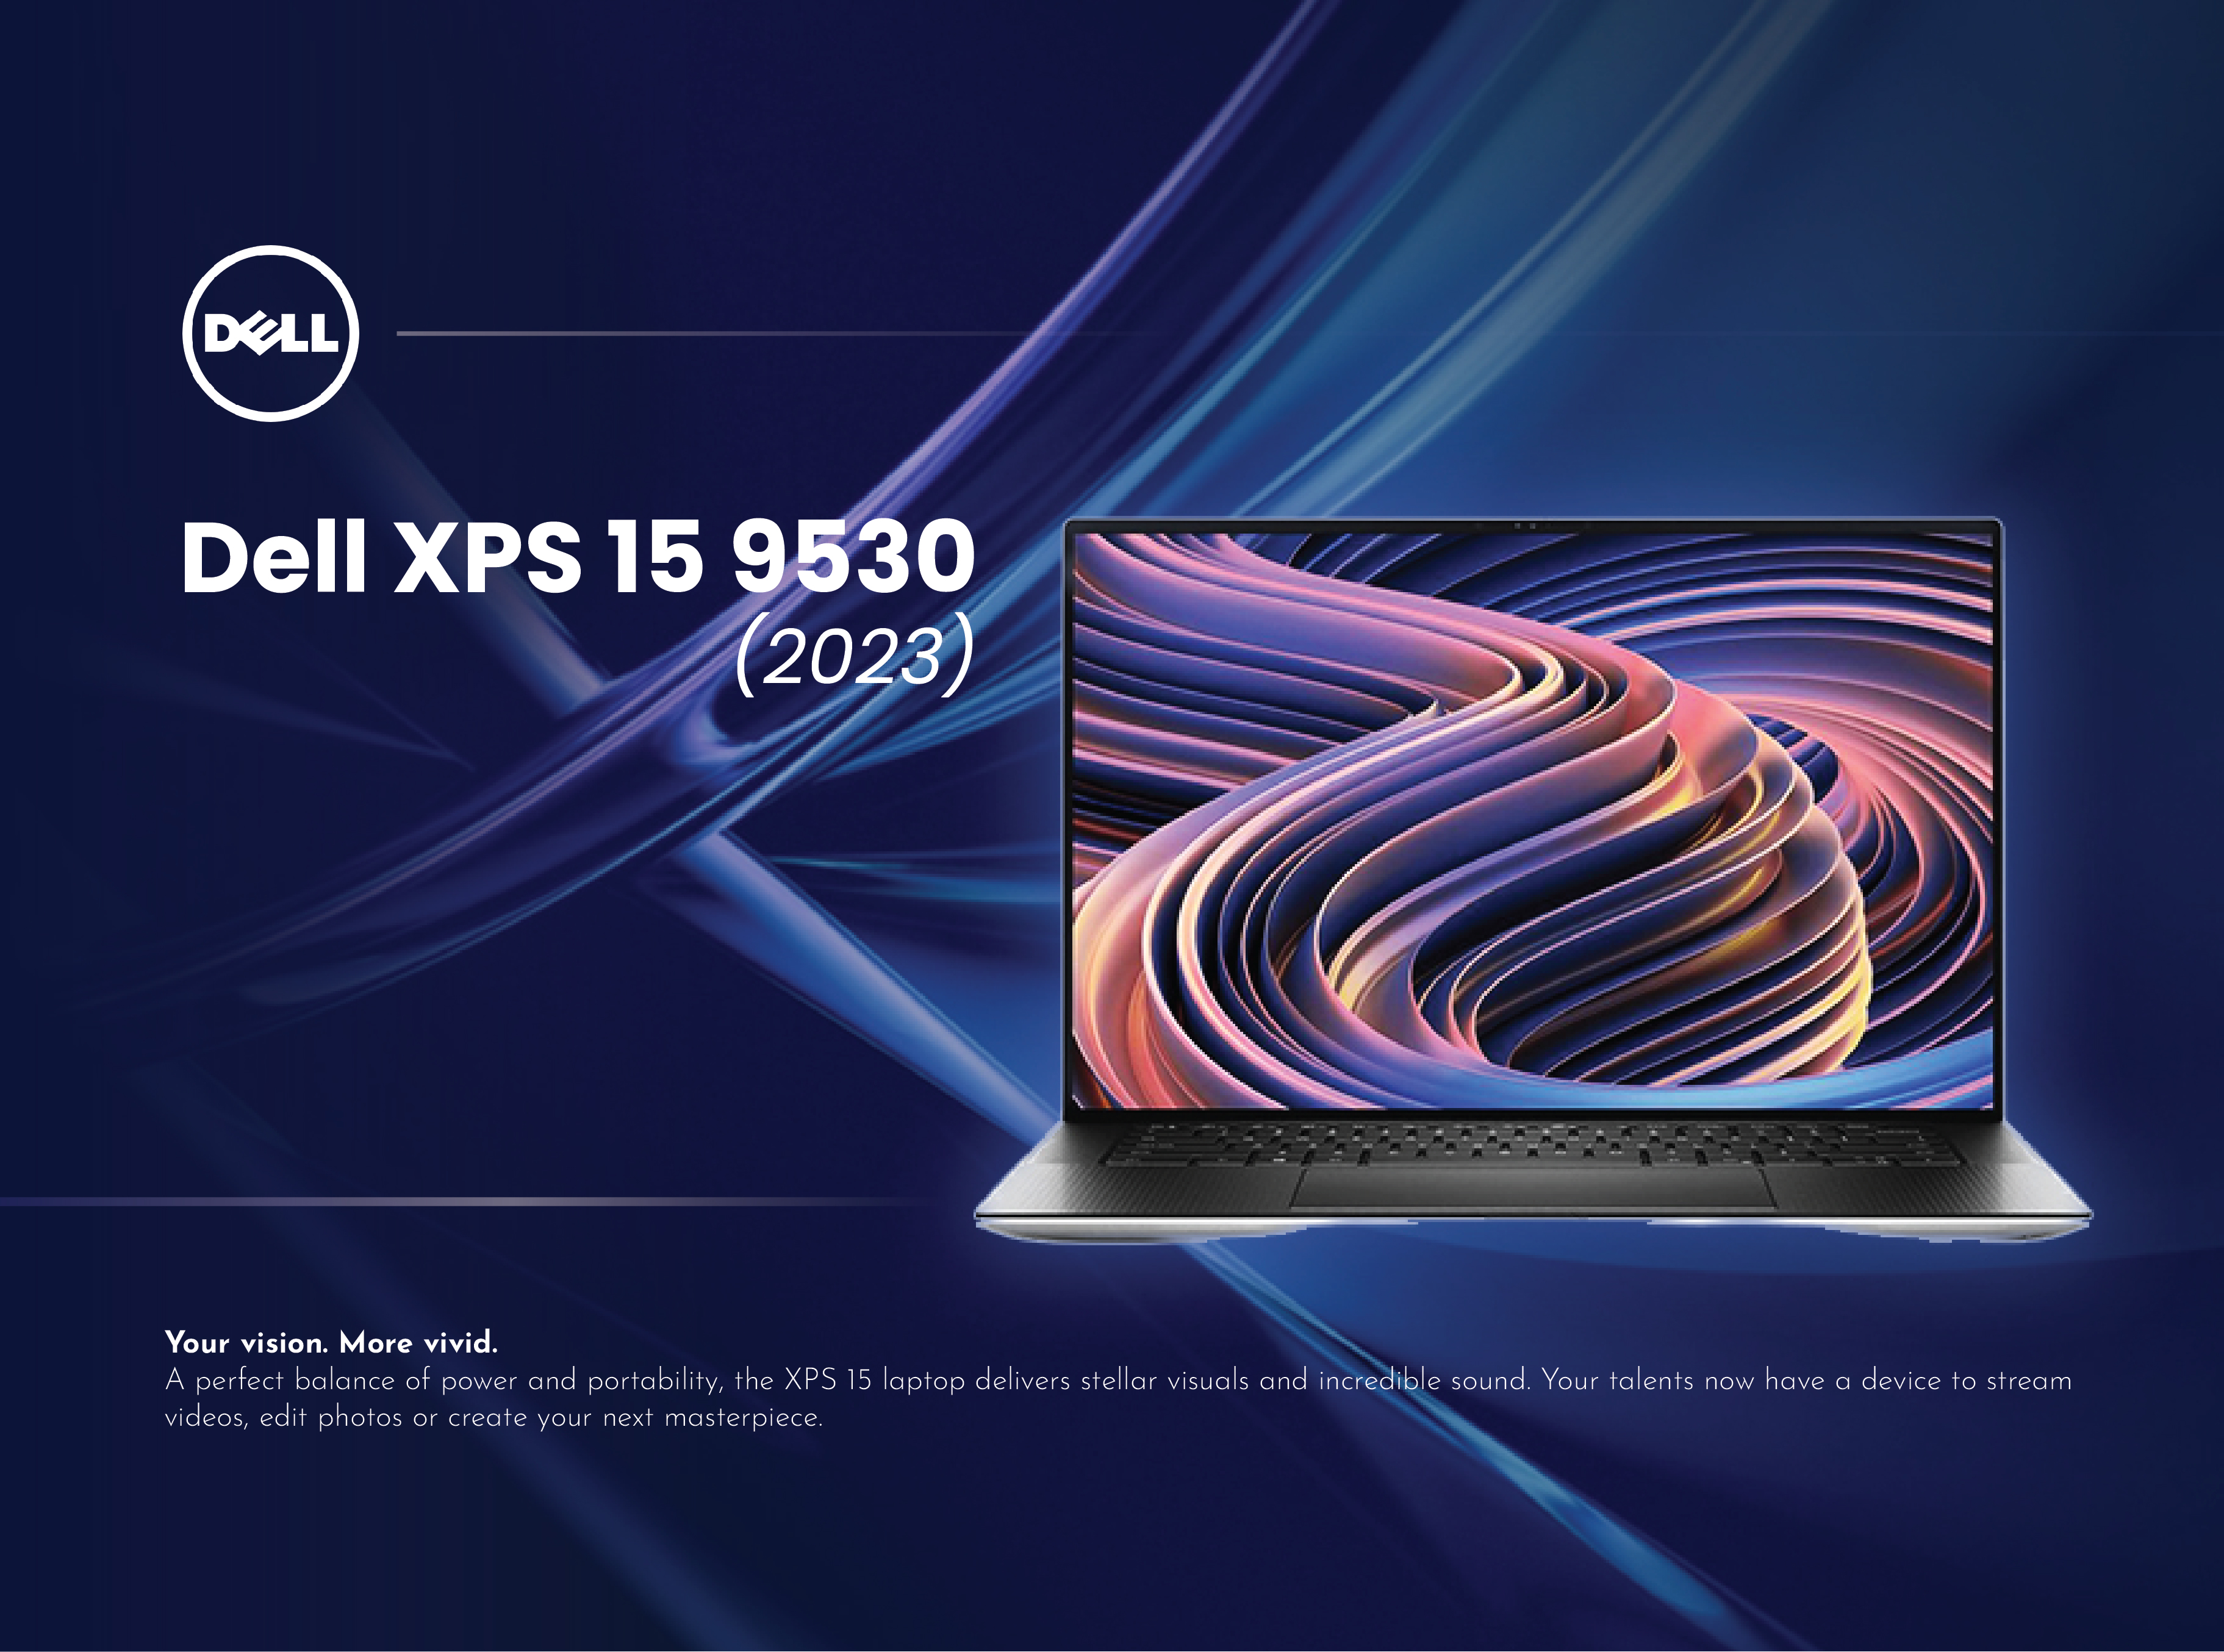 DELL
Dell XPS 15 9530
(2023)
Your vision. More vivid.
A perfect balance of power and portability, the XPS 15 laptop delivers stellar visuals and incredible sound. Your talents now have a device to stream
videos, edit photos or create your next masterpiece.